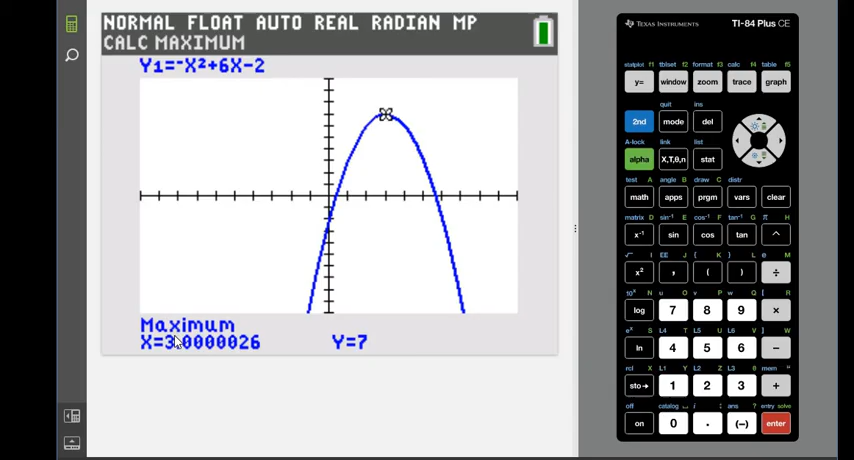 NORMAL FLOAT AUTO REAL RADIAN MP
CALC MAXIMUM
Y1=-X²+6X-2
Maximum
X=3.0000026 Y=7
TEXAS INSTRUMENTS TI-84 Plus CE
statplot f1 tblset f2 format f3 calc f4 table f5
y= window zoom trace graph
quit ins
2nd mode del
A-lock link list
alpha X,T,θ,n stat
test A angle B draw C distr
math apps prgm vars clear
matrix D sin⁻¹ E cos⁻¹ F tan⁻¹ G π H
x⁻¹ sin cos tan ^
√ I EE J { K } L e M
x² , ( ) ÷
10ˣ N u O v P w Q [ R
log 7 8 9 ×
eˣ S L4 T L5 U L6 V ] W
ln 4 5 6 −
rcl X L1 Y L2 Z L3 θ mem "
sto→ 1 2 3 +
off catalog i : ans ? entry solve
on 0 . (−) enter